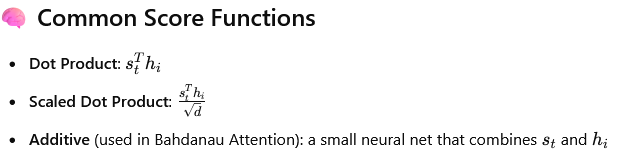 🧠 Common Score Functions
• Dot Product: $s_t^T h_i$
• Scaled Dot Product: $\frac{s_t^T h_i}{\sqrt{d}}$
• Additive (used in Bahdanau Attention): a small neural net that combines $s_t$ and $h_i$